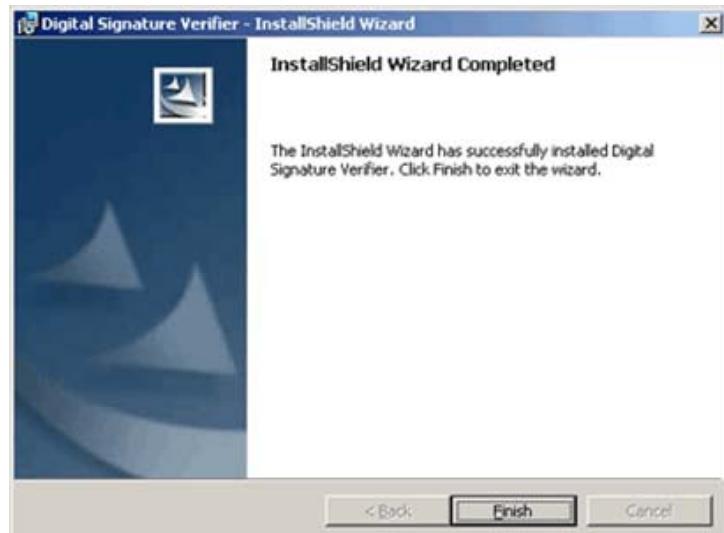 Digital Signature Verifier - InstallShield Wizard
InstallShield Wizard Completed
The InstallShield Wizard has successfully installed Digital
Signature Verifier. Click Finish to exit the wizard.
< Back Finish Cancel